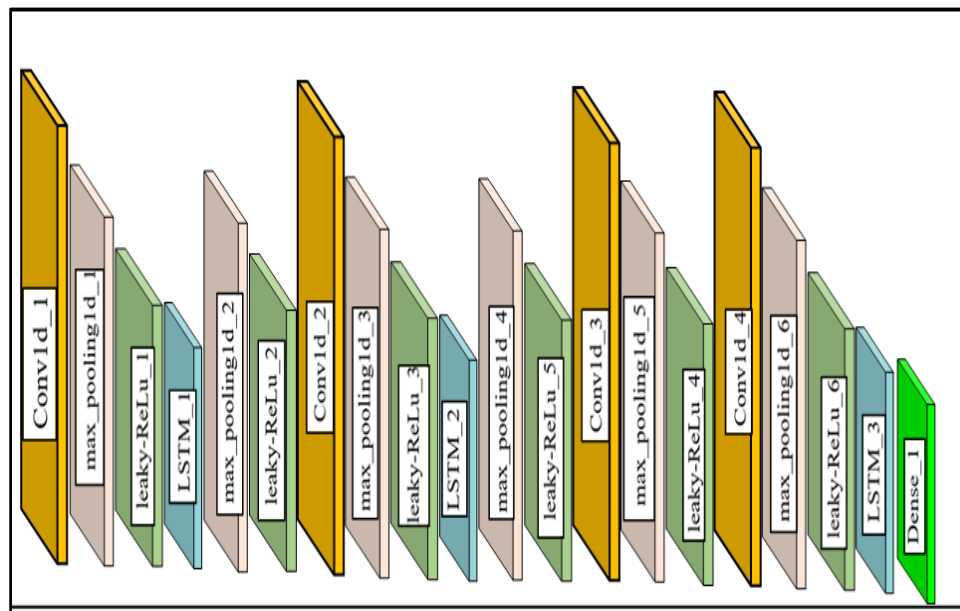 Conv1d_1
max_pooling1d_1
leaky-ReLu_1
LSTM_1
max_pooling1d_2
leaky-ReLu_2
Conv1d_2
max_pooling1d_3
leaky-ReLu_3
LSTM_2
max_pooling1d_4
leaky-ReLu_5
Conv1d_3
max_pooling1d_5
leaky-ReLu_4
Conv1d_4
max_pooling1d_6
leaky-ReLu_6
LSTM_3
Dense_1